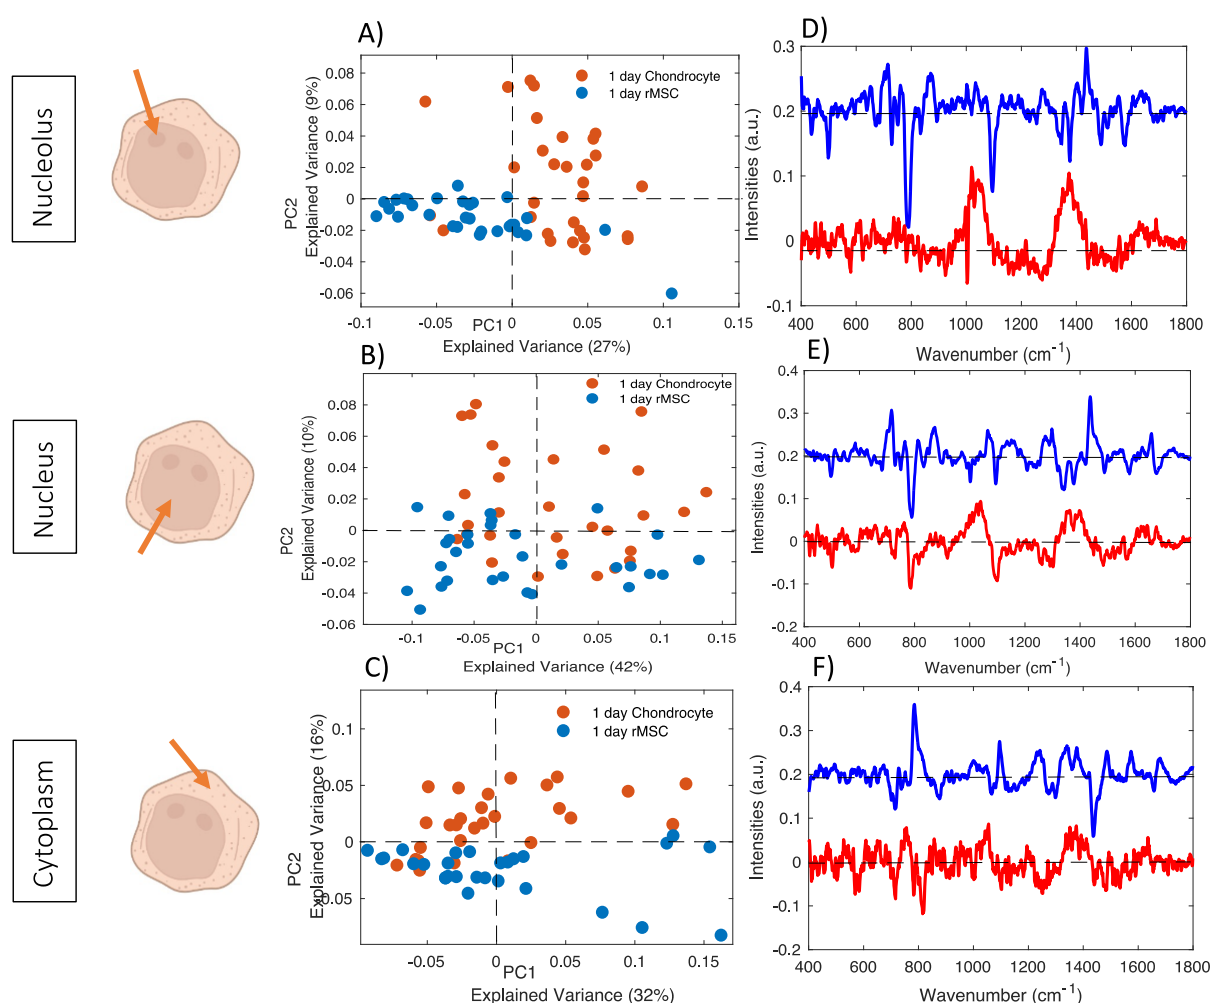 Nucleolus
A)
0.08
0.06
0.04
0.02
0
-0.02
-0.04
-0.06
PC2
Explained Variance (9%)
1 day Chondrocyte
1 day rMSC
-0.1
-0.05
0
0.05
0.1
0.15
PC1
Explained Variance (27%)
D)
0.3
0.2
0.1
0
-0.1
Intensities (a.u.)
400 600 800 1000 1200 1400 1600 1800
Wavenumber (cm⁻¹)
Nucleus
B)
0.08
0.06
0.04
0.02
0
-0.02
-0.04
-0.06
PC2
Explained Variance (10%)
1 day Chondrocyte
1 day rMSC
-0.1
-0.05
0
0.05
0.1
0.15
PC1
Explained Variance (42%)
E)
0.4
0.3
0.2
0.1
0
-0.1
-0.2
Intensities (a.u.)
400 600 800 1000 1200 1400 1600 1800
Wavenumber (cm⁻¹)
Cytoplasm
C)
0.1
0.05
0
-0.05
PC2
Explained Variance (16%)
1 day Chondrocyte
1 day rMSC
-0.05
0
0.05
0.1
0.15
PC1
Explained Variance (32%)
F)
0.4
0.3
0.2
0.1
0
-0.1
-0.2
Intensities (a.u.)
400 600 800 1000 1200 1400 1600 1800
Wavenumber (cm⁻¹)